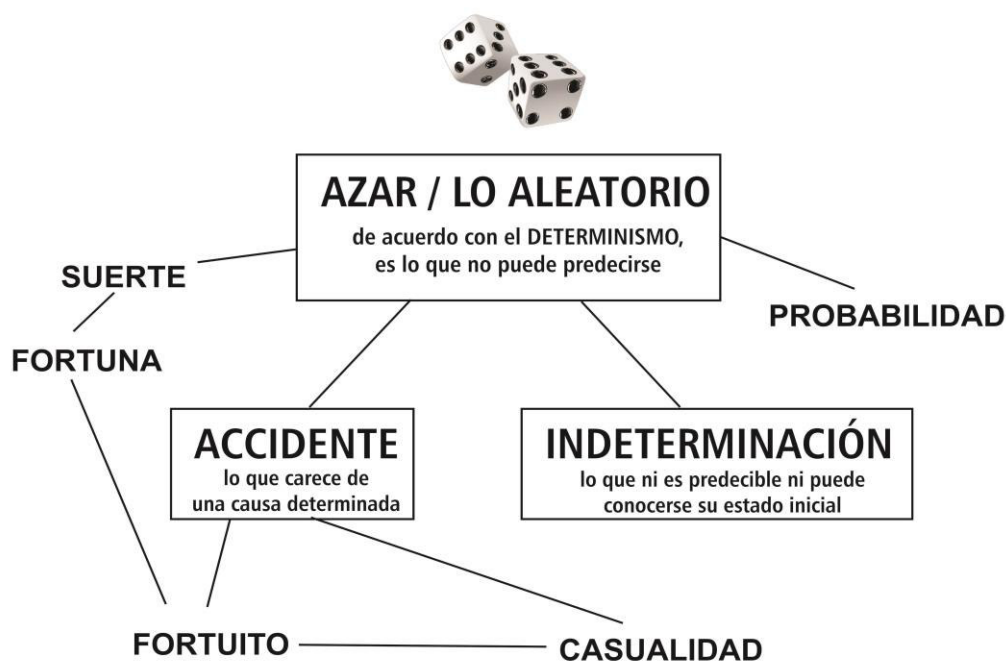 AZAR / LO ALEATORIO
de acuerdo con el DETERMINISMO,
es lo que no puede predecirse
SUERTE
PROBABILIDAD
FORTUNA
ACCIDENTE
lo que carece de
una causa determinada
INDETERMINACIÓN
lo que ni es predecible ni puede
conocerse su estado inicial
FORTUITO
CASUALIDAD